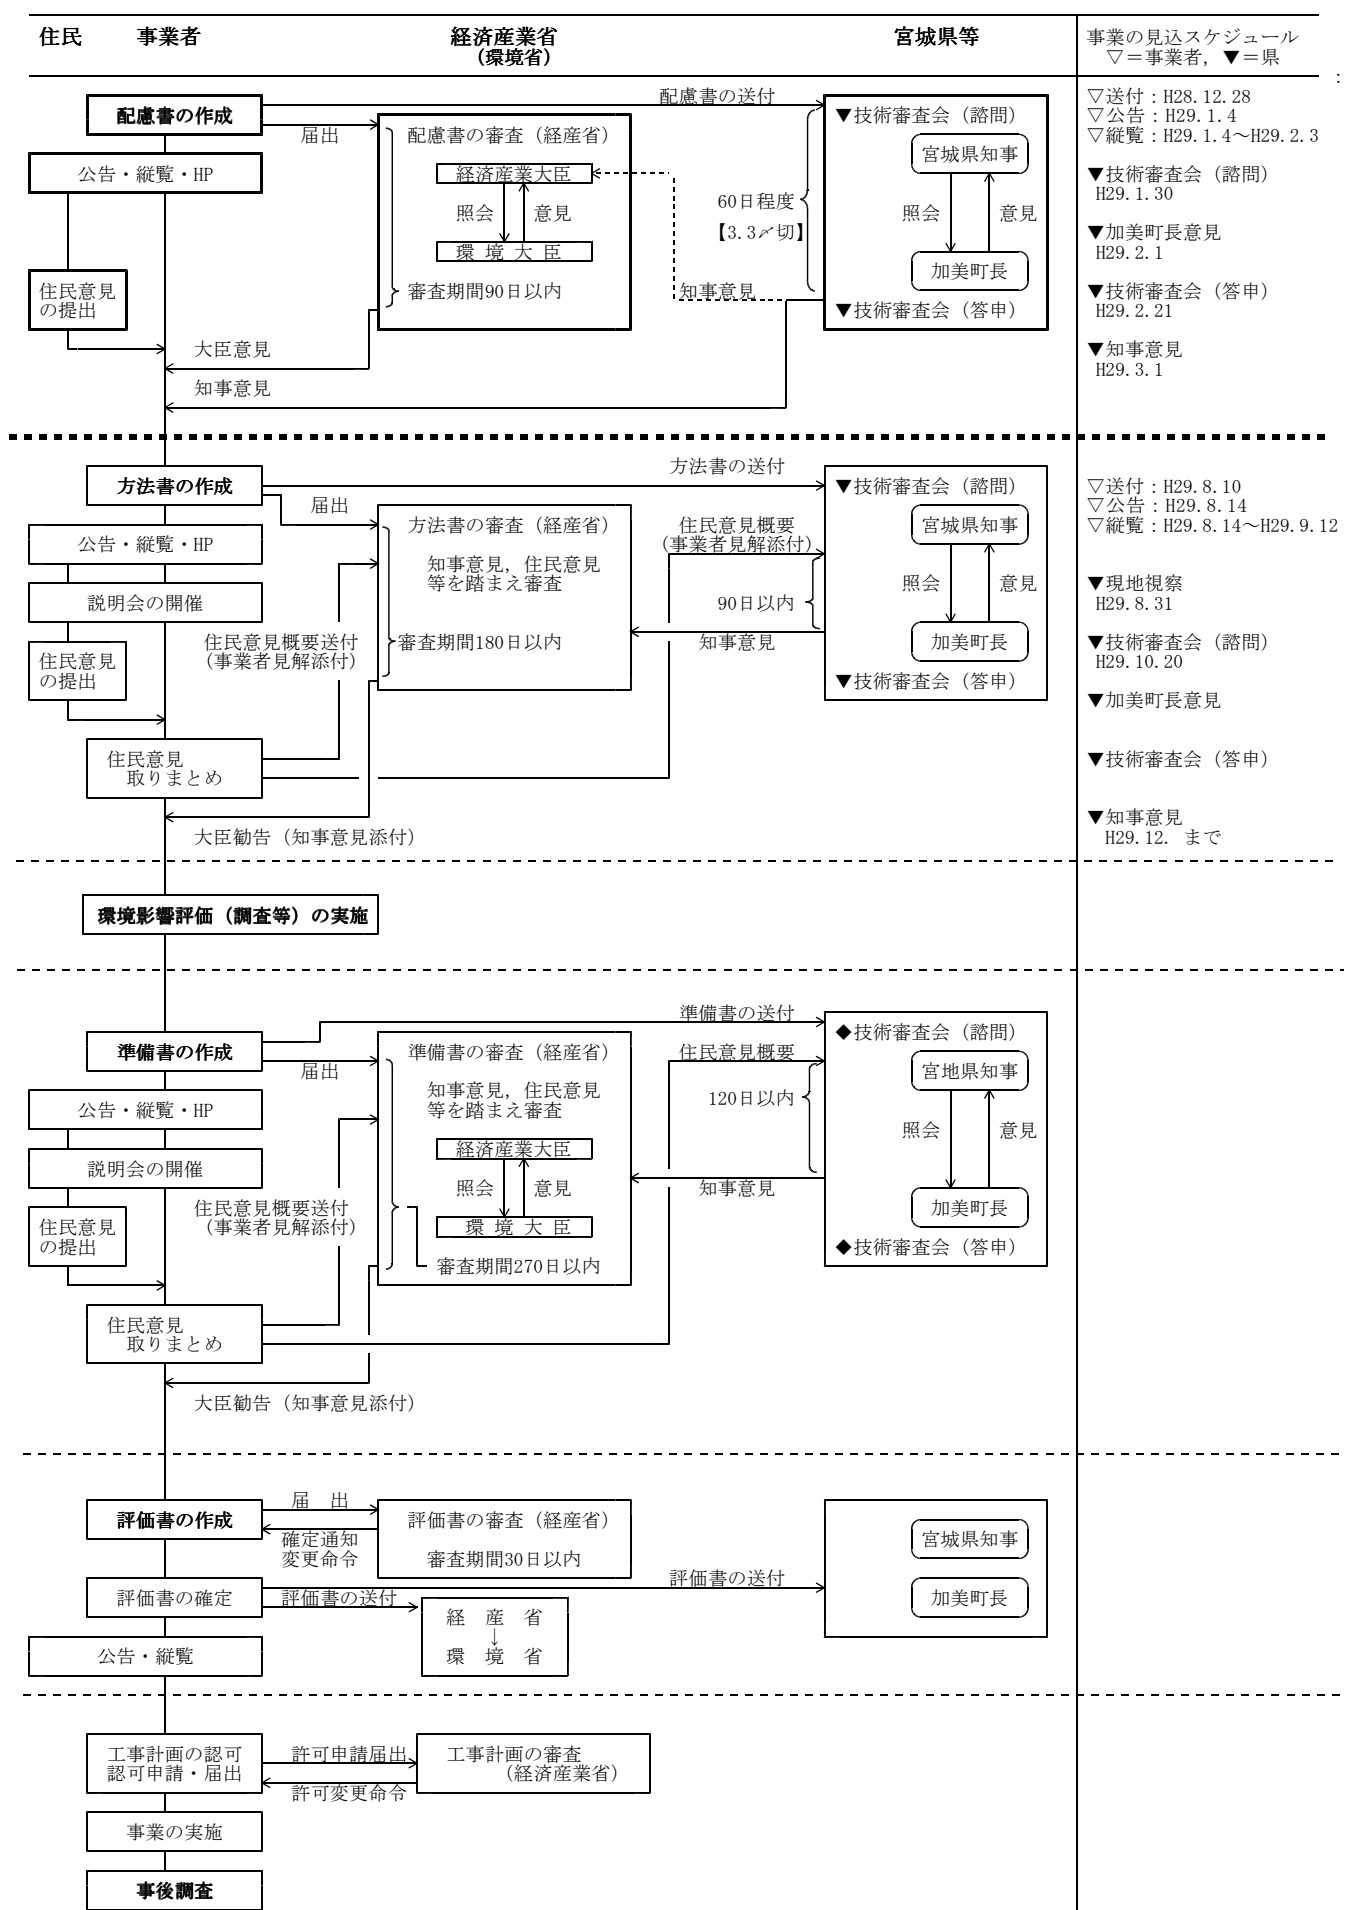 住民　事業者　経済産業省　宮城県等
（環境省）
事業の見込スケジュール
▽＝事業者，▼＝県
：
配慮書の作成
配慮書の送付
届出
公告・縦覧・HP
住民意見
の提出
配慮書の審査（経産省）
経済産業大臣
照会　意見
環 境 大 臣
審査期間90日以内
大臣意見
知事意見
知事意見
60日程度
【3.3〆切】
▼技術審査会（諮問）
宮城県知事
照会　意見
加美町長
▼技術審査会（答申）
▽送付：H28.12.28
▽公告：H29.1.4
▽縦覧：H29.1.4～H29.2.3
▼技術審査会（諮問）
H29.1.30
▼加美町長意見
H29.2.1
▼技術審査会（答申）
H29.2.21
▼知事意見
H29.3.1
方法書の作成
方法書の送付
届出
公告・縦覧・HP
説明会の開催
住民意見
の提出
住民意見概要送付
（事業者見解添付）
方法書の審査（経産省）
知事意見，住民意見
等を踏まえ審査
審査期間180日以内
住民意見概要
（事業者見解添付）
90日以内
知事意見
▼技術審査会（諮問）
宮城県知事
照会　意見
加美町長
▼技術審査会（答申）
住民意見
取りまとめ
大臣勧告（知事意見添付）
▽送付：H29.8.10
▽公告：H29.8.14
▽縦覧：H29.8.14～H29.9.12
▼現地視察
H29.8.31
▼技術審査会（諮問）
H29.10.20
▼加美町長意見
▼技術審査会（答申）
▼知事意見
H29.12. まで
環境影響評価（調査等）の実施
準備書の作成
準備書の送付
届出
公告・縦覧・HP
説明会の開催
住民意見
の提出
住民意見概要送付
（事業者見解添付）
準備書の審査（経産省）
知事意見，住民意見
等を踏まえ審査
経済産業大臣
照会　意見
環 境 大 臣
審査期間270日以内
住民意見概要
120日以内
知事意見
◆技術審査会（諮問）
宮地県知事
照会　意見
加美町長
◆技術審査会（答申）
住民意見
取りまとめ
大臣勧告（知事意見添付）
評価書の作成
届　出
確定通知
変更命令
評価書の審査（経産省）
審査期間30日以内
宮城県知事
評価書の送付
評価書の確定
評価書の送付
加美町長
経　産　省
↓
環　境　省
公告・縦覧
工事計画の認可
認可申請・届出
許可申請届出
許可変更命令
工事計画の審査
（経済産業省）
事業の実施
事後調査